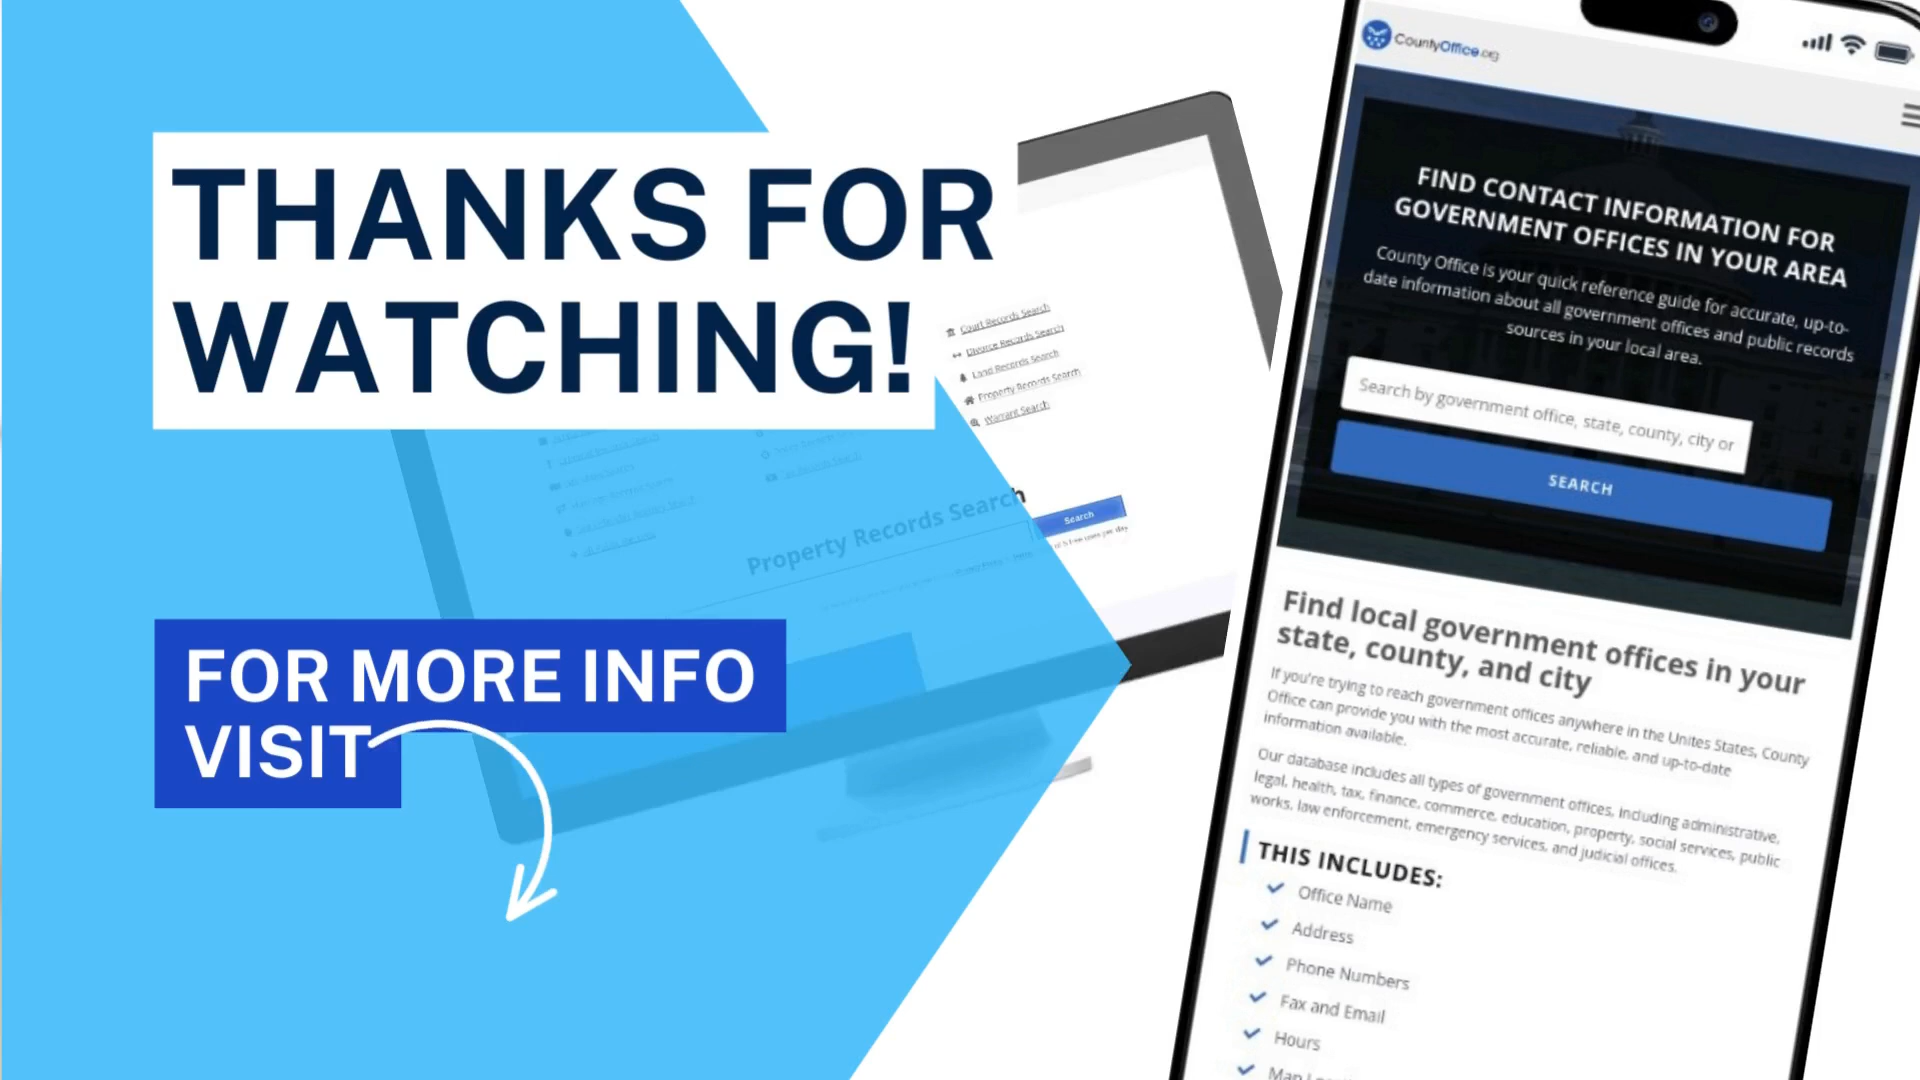 THANKS FOR
WATCHING!
FOR MORE INFO
VISIT
Court Records Search
Divorce Records Search
Land Records Search
Property Records Search
Warrant Search
Property Records Search
Search
CountyOffice.org
FIND CONTACT INFORMATION FOR
GOVERNMENT OFFICES IN YOUR AREA
County Office is your quick reference guide for accurate, up-to-
date information about all government offices and public records
sources in your local area.
Search by government office, state, county, city or
SEARCH
Find local government offices in your
state, county, and city
If you're trying to reach government offices anywhere in the Unites States, County
Office can provide you with the most accurate, reliable, and up-to-date
information available.
Our database includes all types of government offices, including administrative,
legal, health, tax, finance, commerce, education, property, social services, public
works, law enforcement, emergency services, and judicial offices.
THIS INCLUDES:
Office Name
Address
Phone Numbers
Fax and Email
Hours